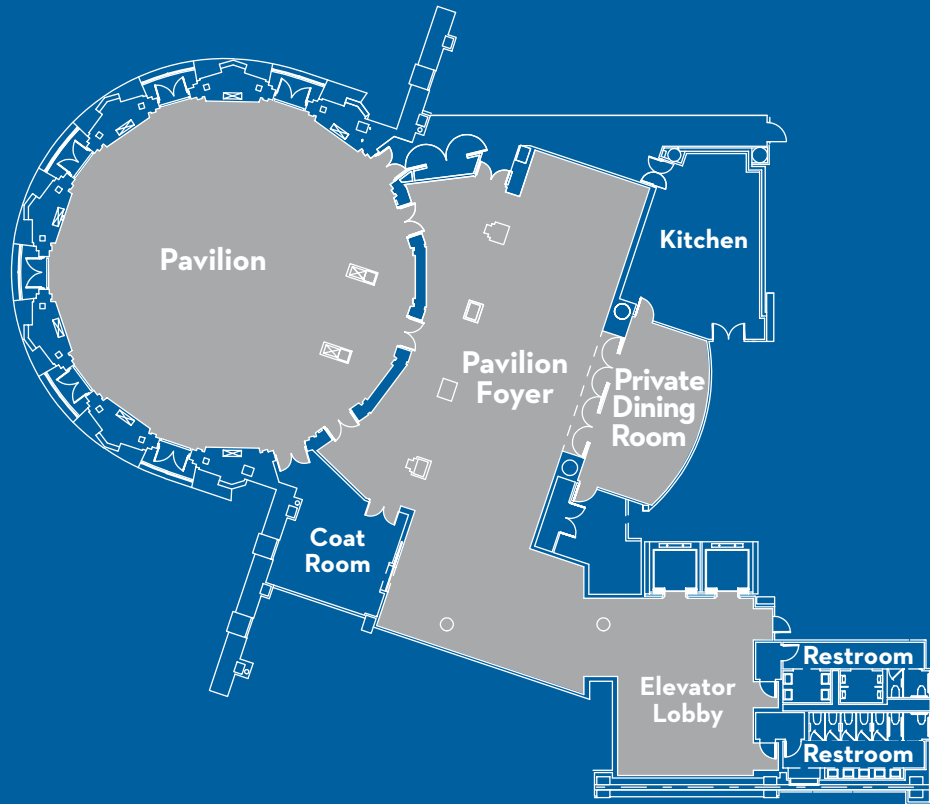 Kitchen
Pavilion
Pavilion
Foyer
Private
Dining
Room
Coat
Room
Restroom
Elevator
Lobby
Restroom